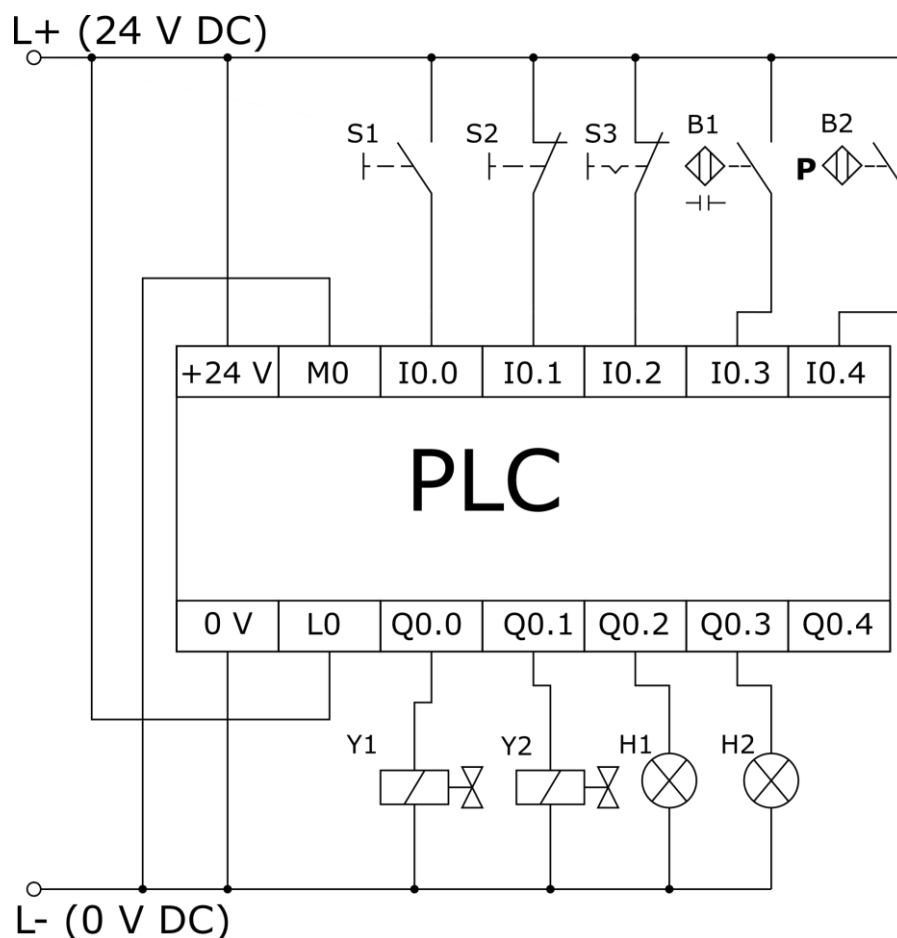 L+ (24 V DC)
S1 S2 S3 B1 B2
P
+24 V M0 I0.0 I0.1 I0.2 I0.3 I0.4
PLC
0 V L0 Q0.0 Q0.1 Q0.2 Q0.3 Q0.4
Y1 Y2 H1 H2
L- (0 V DC)